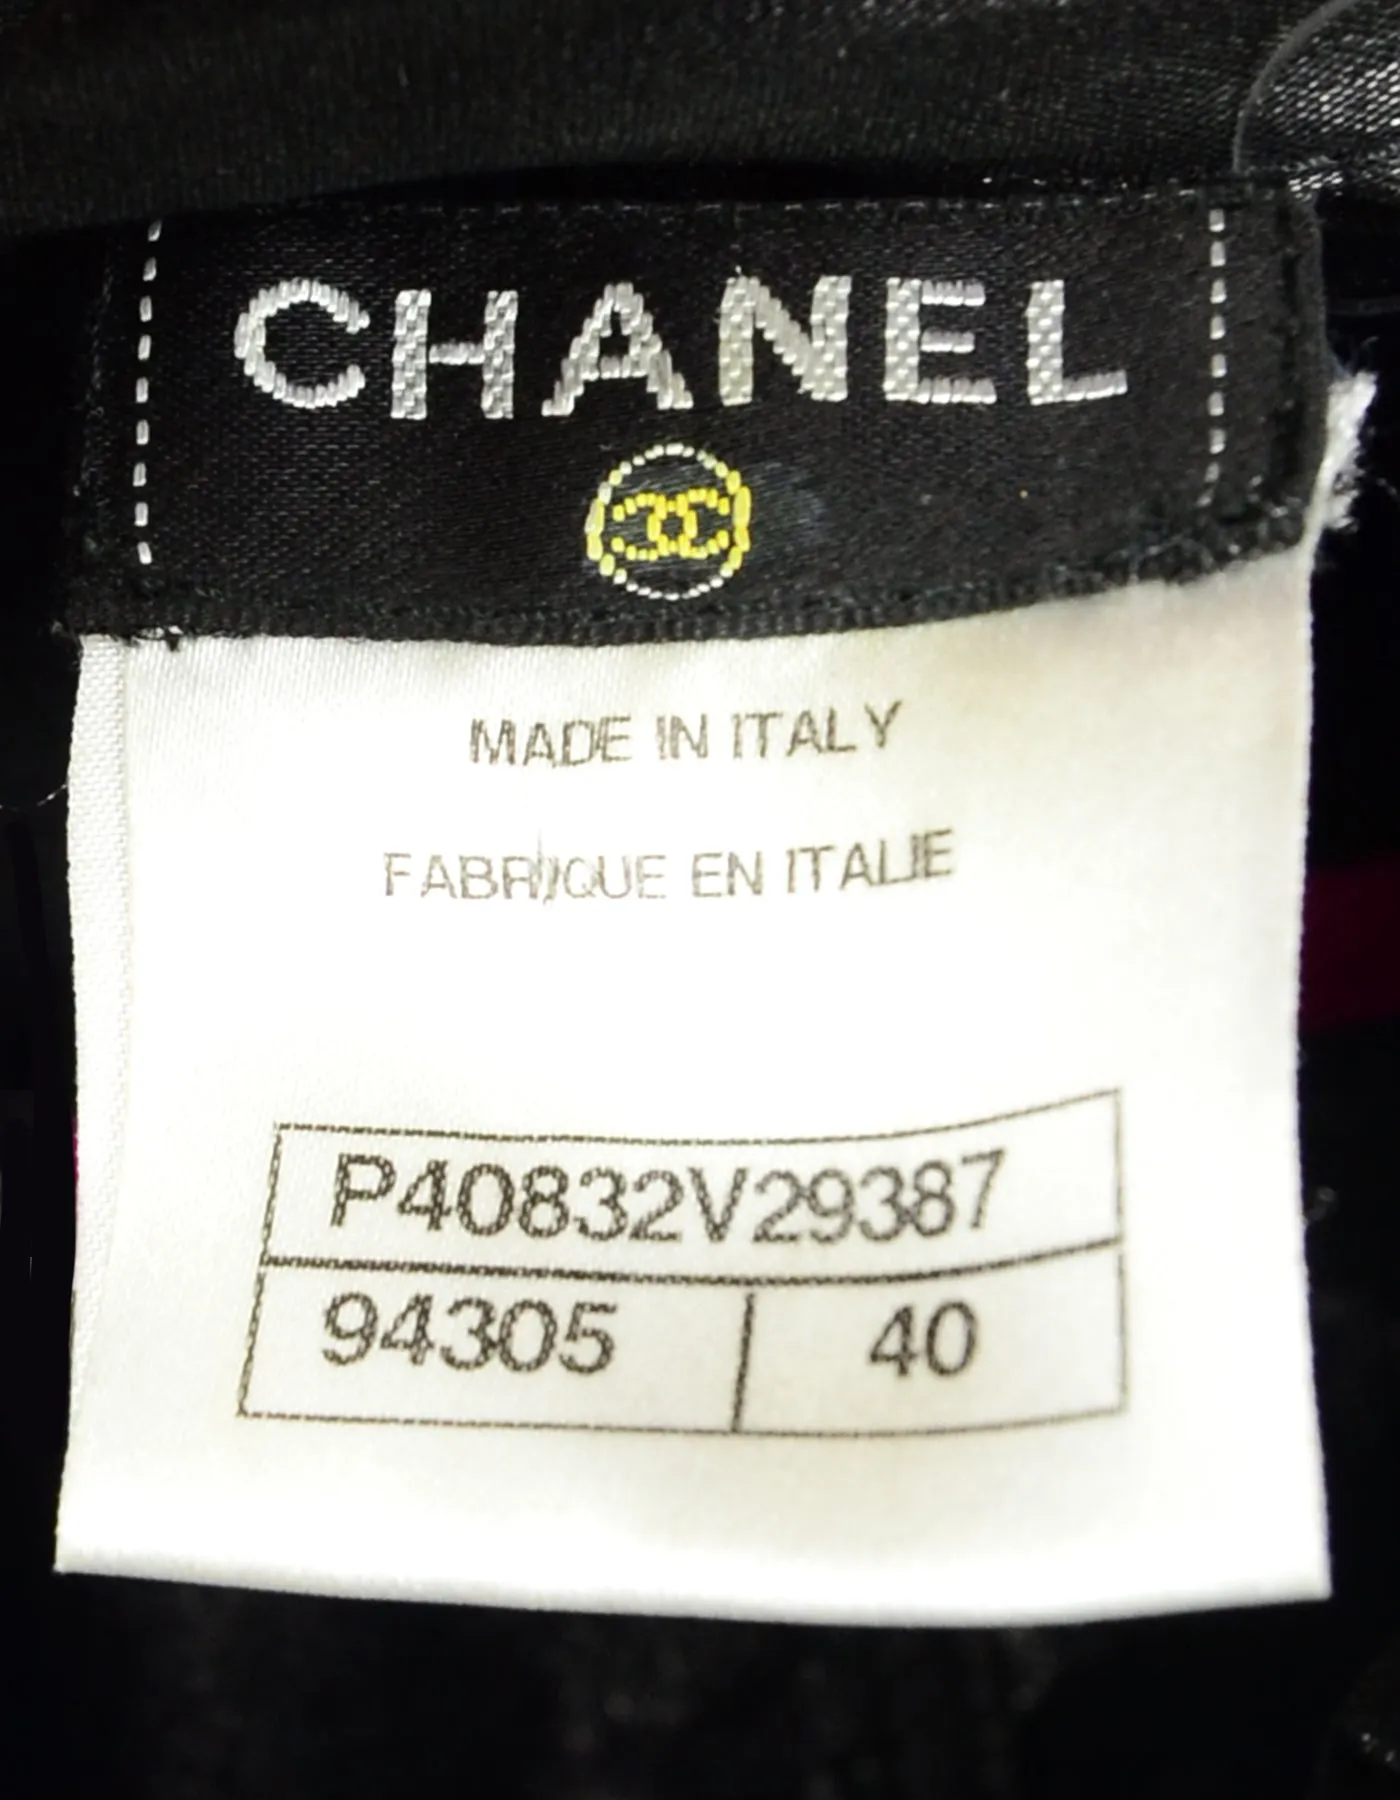 CHANEL
MADE IN ITALY
FABRIQUE EN ITALIE
P40832V29387
94305 40